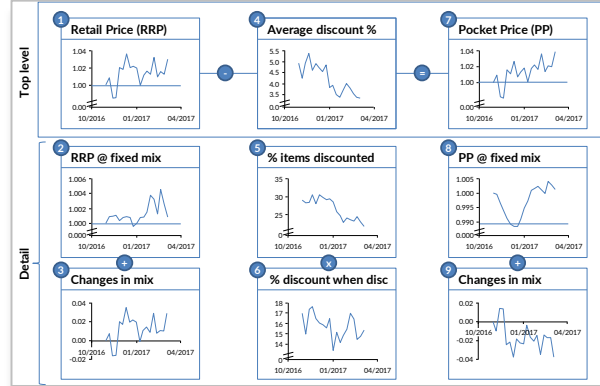 Top level
1 Retail Price (RRP)
1.04
1.02
1.00
0.00
10/2016 01/2017 04/2017
-
4 Average discount %
5.5
5.0
4.5
4.0
3.5
0.0
10/2016 01/2017 04/2017
=
7 Pocket Price (PP)
1.04
1.02
1.00
0.00
10/2016 01/2017 04/2017
Detail
2 RRP @ fixed mix
1.006
1.004
1.002
1.000
0.000
10/2016 01/2017 04/2017
5 % items discounted
35
30
25
0
10/2016 01/2017 04/2017
8 PP @ fixed mix
1.005
1.000
0.995
0.990
0.000
10/2016 01/2017 04/2017
+
x
+
3 Changes in mix
0.04
0.02
0.00
-0.02
10/2016 01/2017 04/2017
6 % discount when disc
18
17
16
15
14
0
10/2016 01/2017 04/2017
9 Changes in mix
0.02
0.00
-0.02
-0.04
10/2016 01/2017 04/2017